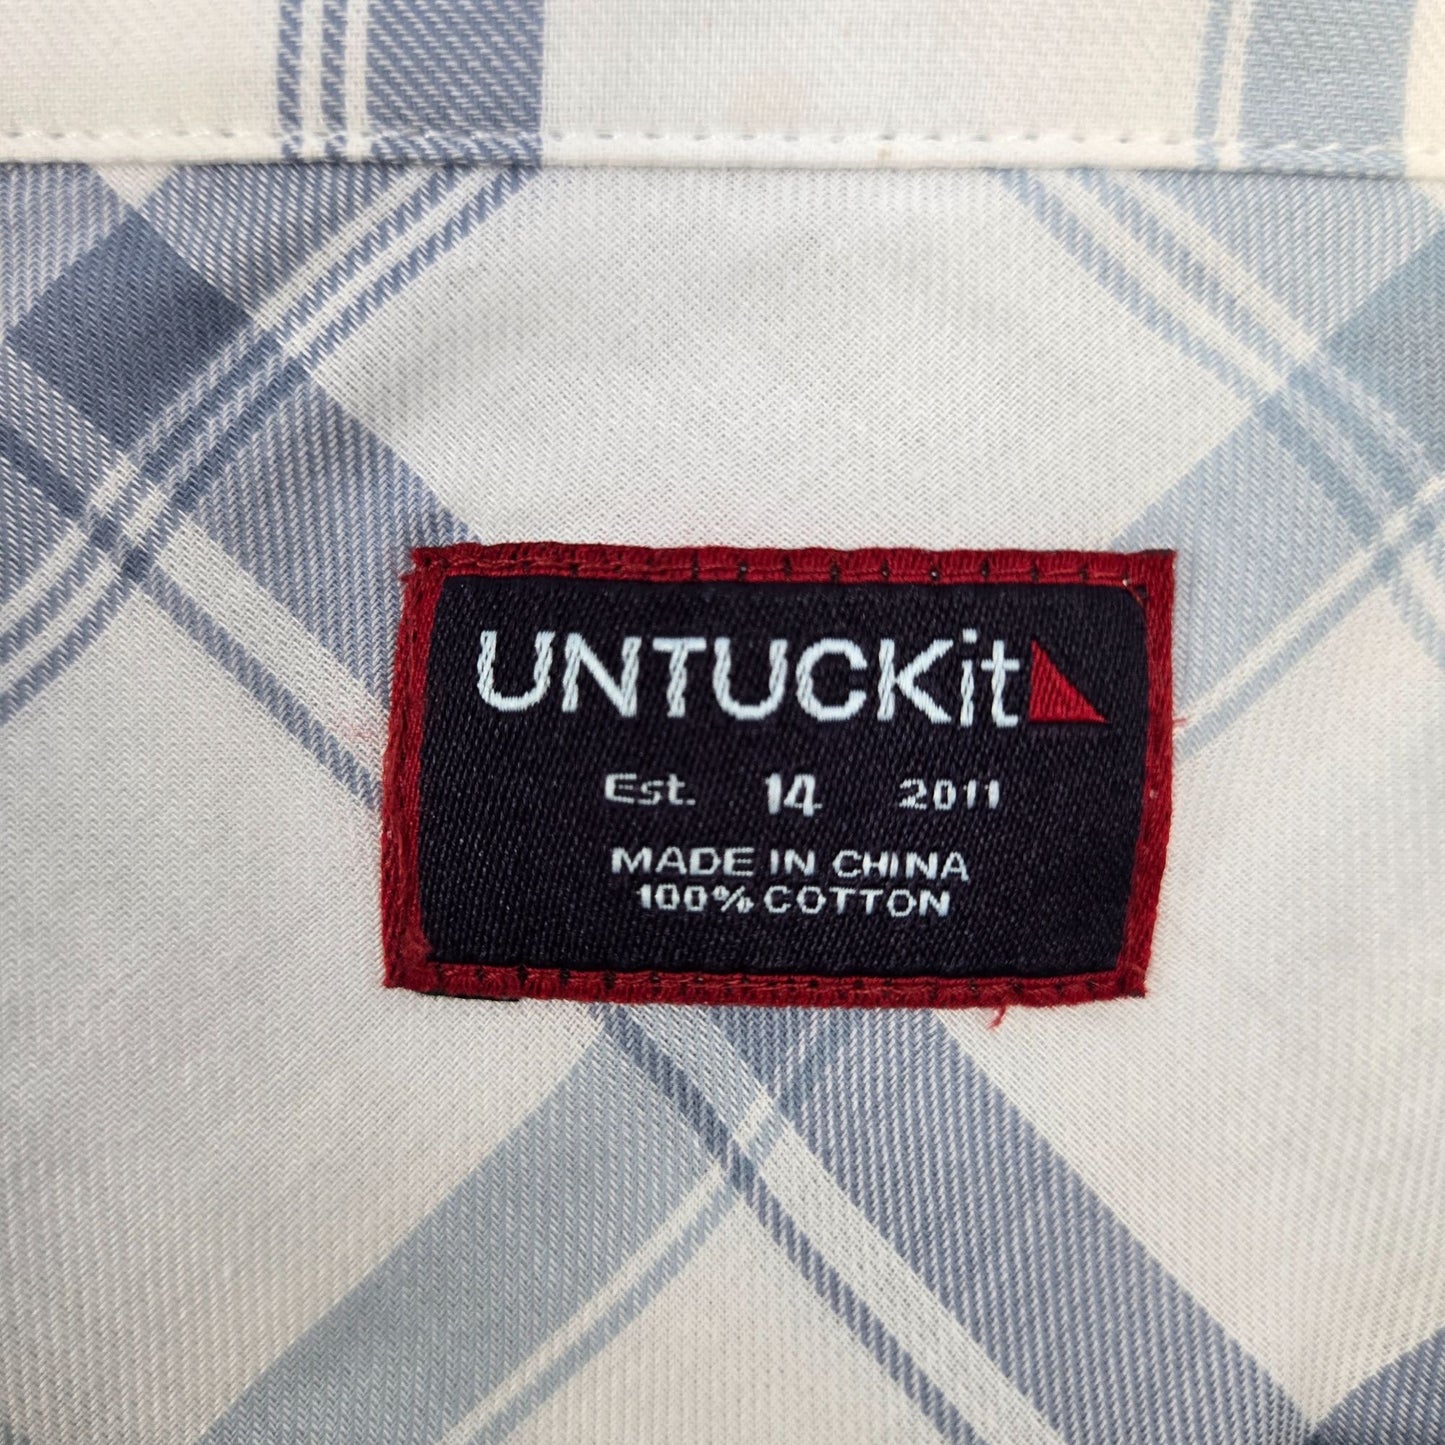 UNTUCKit
Est. 14 2011
MADE IN CHINA
100% COTTON